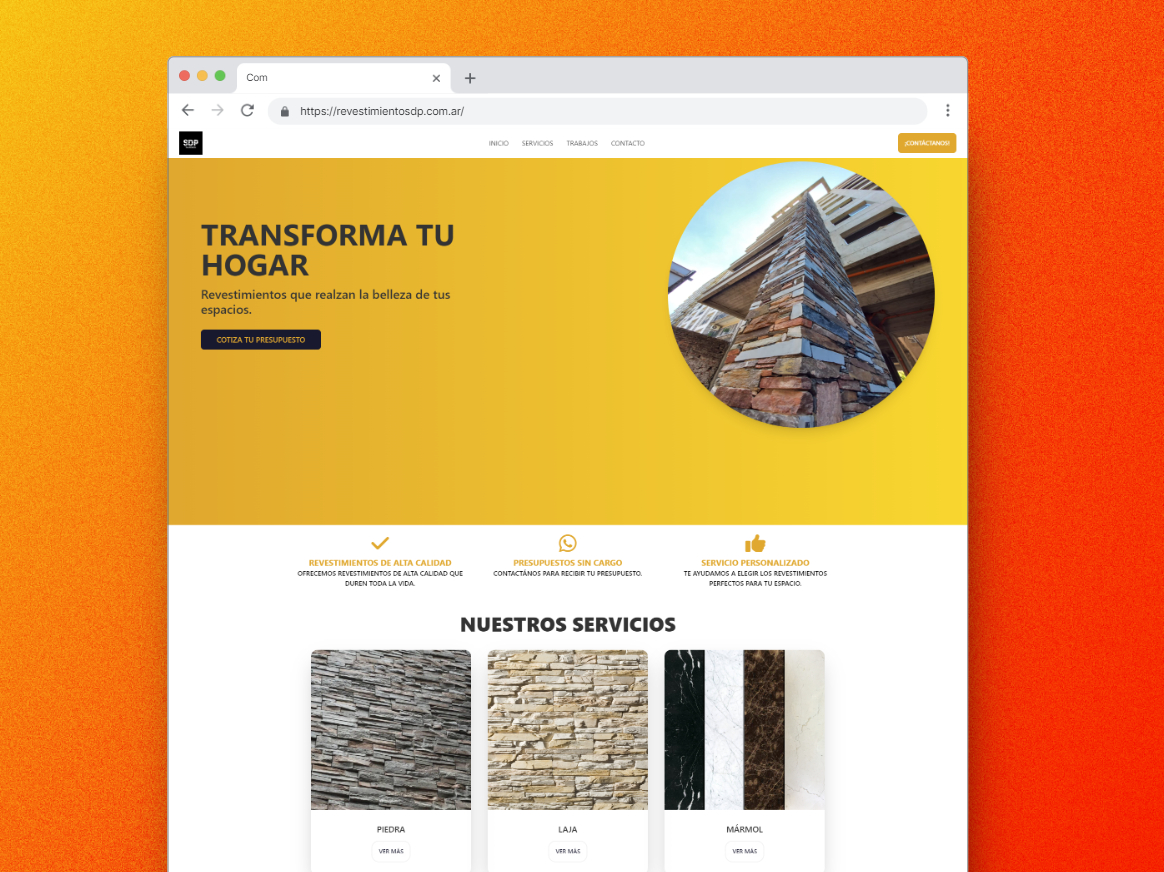 Com
https://revestimientosdp.com.ar/
SDP
INICIO SERVICIOS TRABAJOS CONTACTO
¡CONTÁCTANOS!
TRANSFORMA TU
HOGAR
Revestimientos que realzan la belleza de tus
espacios.
COTIZA TU PRESUPUESTO
REVESTIMIENTOS DE ALTA CALIDAD
OFRECEMOS REVESTIMIENTOS DE ALTA CALIDAD QUE
DUREN TODA LA VIDA.
PRESUPUESTOS SIN CARGO
CONTACTÁNOS PARA RECIBIR TU PRESUPUESTO.
SERVICIO PERSONALIZADO
TE AYUDAMOS A ELEGIR LOS REVESTIMIENTOS
PERFECTOS PARA TU ESPACIO.
NUESTROS SERVICIOS
PIEDRA
VER MÁS
LAJA
VER MÁS
MÁRMOL
VER MÁS